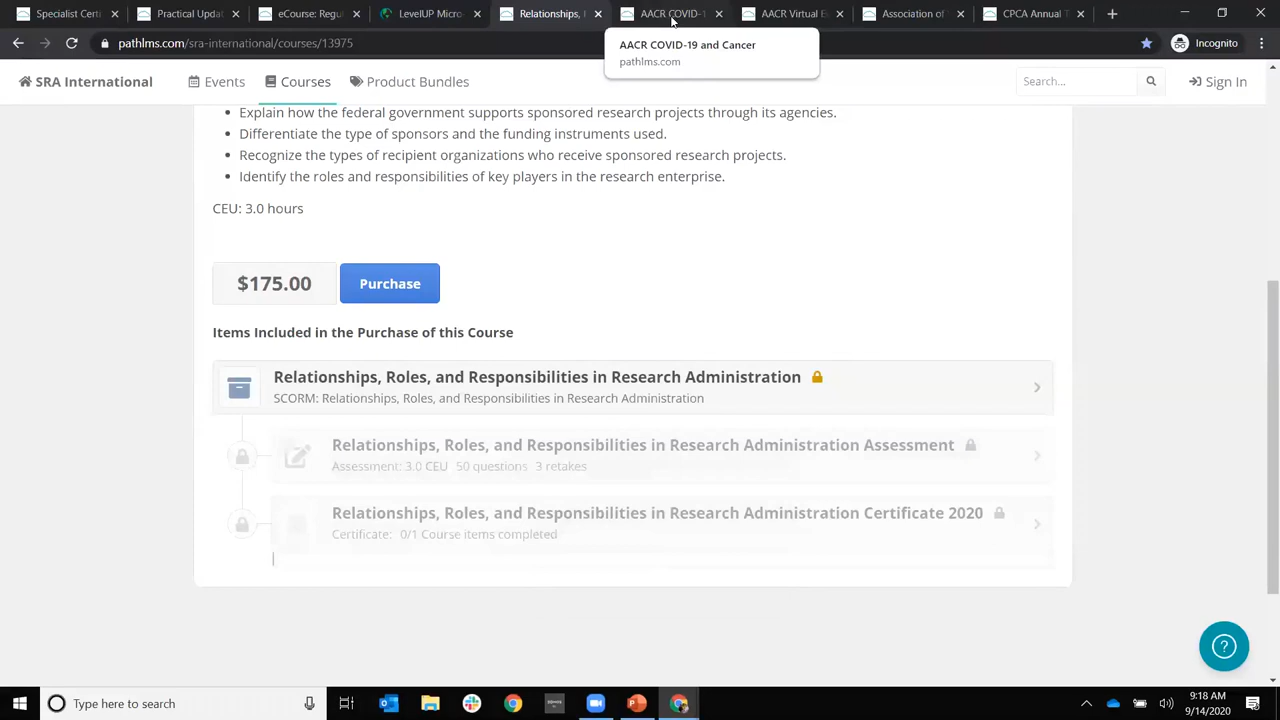 Special Cert
Practical Updat
eCourse Regu
LevelUP Micro
Relationships,
AACR COVID-1
AACR Virtual
Association of
CPCA Annual T
pathlms.com/sra-international/courses/13975
Incognito
AACR COVID-19 and Cancer
pathlms.com
SRA International
Events
Courses
Product Bundles
Search...
Sign In
Explain how the federal government supports sponsored research projects through its agencies.
Differentiate the type of sponsors and the funding instruments used.
Recognize the types of recipient organizations who receive sponsored research projects.
Identify the roles and responsibilities of key players in the research enterprise.
CEU: 3.0 hours
$175.00
Purchase
Items Included in the Purchase of this Course
Relationships, Roles, and Responsibilities in Research Administration
SCORM: Relationships, Roles, and Responsibilities in Research Administration
Relationships, Roles, and Responsibilities in Research Administration Assessment
Assessment: 3.0 CEU 50 questions 3 retakes
Relationships, Roles, and Responsibilities in Research Administration Certificate 2020
Certificate: 0/1 Course items completed
?
Type here to search
9:18 AM
9/14/2020